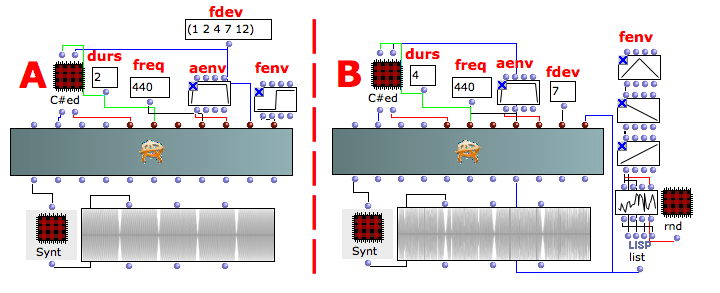 fdev
(1 2 4 7 12)
A
durs
2
freq
440
aenv
fenv
C#ed
Synt
B
durs
4
freq
440
aenv
fdev
7
fenv
C#ed
Synt
rnd
LISP
list